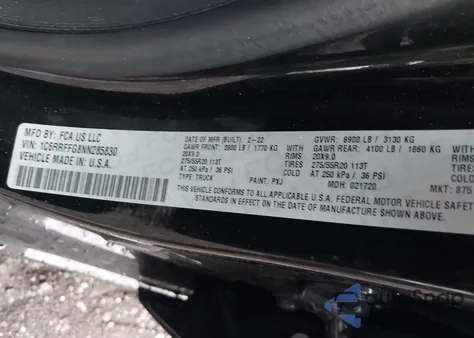 MFD BY: FCA US LLC
VIN: 1C6RRFFG8NN285830
VEHICLE MADE IN: U.S.A.
DATE OF MFR (BUILT): 2-22
GVWR: 6900 LB / 3130 KG
GAWR FRONT: 3900 LB / 1770 KG WITH
20X9.0 RIMS
275/55R20 113T
AT 250 kPa / 36 PSI
TYPE: TRUCK PAINT: PXJ
GAWR REAR: 4100 LB / 1860 KG WITH
20X9.0 RIMS
275/55R20 113T
AT 250 kPa / 36 PSI
MDH: 021720
MKT: 875
THIS VEHICLE CONFORMS TO ALL APPLICABLE U.S.A. FEDERAL MOTOR VEHICLE SAFETY
STANDARDS IN EFFECT ON THE DATE OF MANUFACTURE SHOWN ABOVE.
AutoSnap